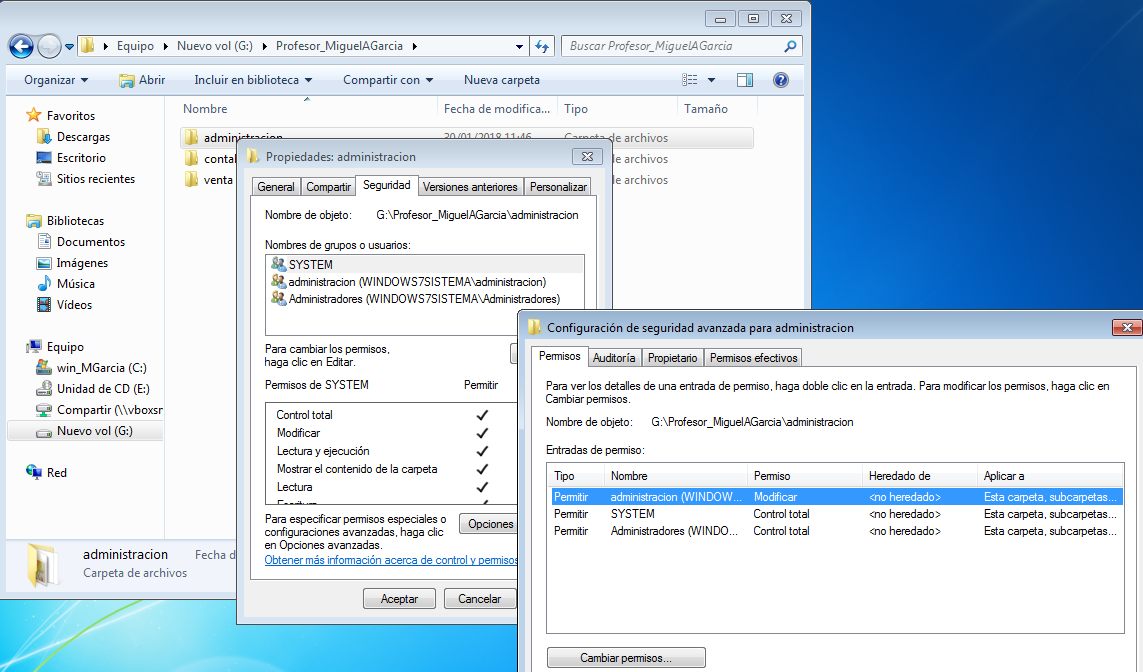 Equipo ▸ Nuevo vol (G:) ▸ Profesor_MiguelAGarcia ▸
Buscar Profesor_MiguelAGarcia
Organizar Abrir Incluir en biblioteca Compartir con Nueva carpeta
Nombre Fecha de modifica... Tipo Tamaño
Favoritos
Descargas
Escritorio
Sitios recientes
Bibliotecas
Documentos
Imágenes
Música
Vídeos
Equipo
win_MGarcia (C:)
Unidad de CD (E:)
Compartir (\\vboxsr
Nuevo vol (G:)
Red
administracion 30/01/2018 11:46 Carpeta de archivos
contal de archivos
venta de archivos
administracion Fecha d
Carpeta de archivos
Propiedades: administracion
General Compartir Seguridad Versiones anteriores Personalizar
Nombre de objeto: G:\Profesor_MiguelAGarcia\administracion
Nombres de grupos o usuarios:
SYSTEM
administracion (WINDOWS7SISTEMA\administracion)
Administradores (WINDOWS7SISTEMA\Administradores)
Para cambiar los permisos,
haga clic en Editar.
Permisos de SYSTEM Permitir
Control total
Modificar
Lectura y ejecución
Mostrar el contenido de la carpeta
Lectura
Escritura
Para especificar permisos especiales o
configuraciones avanzadas, haga clic
en Opciones avanzadas.
Opciones
Obtener más información acerca de control y permisos
Aceptar Cancelar
Configuración de seguridad avanzada para administracion
Permisos Auditoría Propietario Permisos efectivos
Para ver los detalles de una entrada de permiso, haga doble clic en la entrada. Para modificar los permisos, haga clic en
Cambiar permisos.
Nombre de objeto: G:\Profesor_MiguelAGarcia\administracion
Entradas de permiso:
Tipo Nombre Permiso Heredado de Aplicar a
Permitir administracion (WINDOW... Modificar <no heredado> Esta carpeta, subcarpetas...
Permitir SYSTEM Control total <no heredado> Esta carpeta, subcarpetas...
Permitir Administradores (WINDO... Control total <no heredado> Esta carpeta, subcarpetas...
Cambiar permisos...